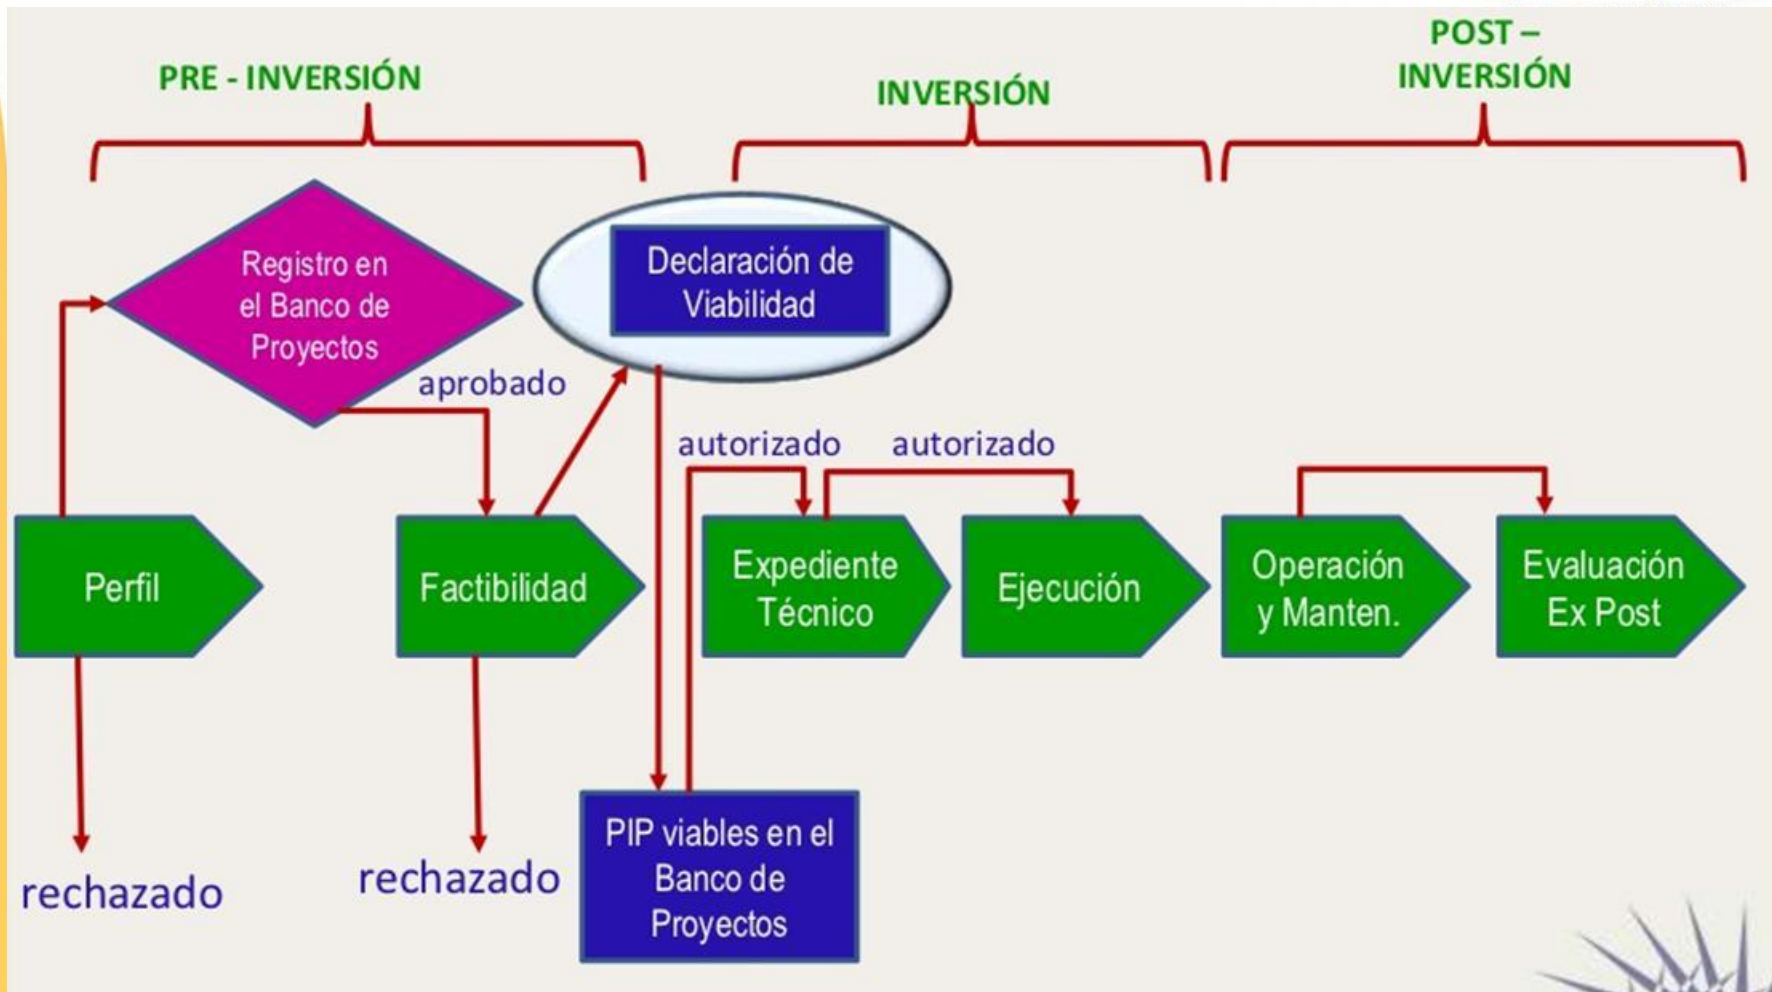 PRE - INVERSIÓN
INVERSIÓN
POST –
INVERSIÓN
Registro en
el Banco de
Proyectos
Declaración de
Viabilidad
aprobado
autorizado
autorizado
Perfil
Factibilidad
Expediente
Técnico
Ejecución
Operación
y Manten.
Evaluación
Ex Post
rechazado
rechazado
PIP viables en el
Banco de
Proyectos